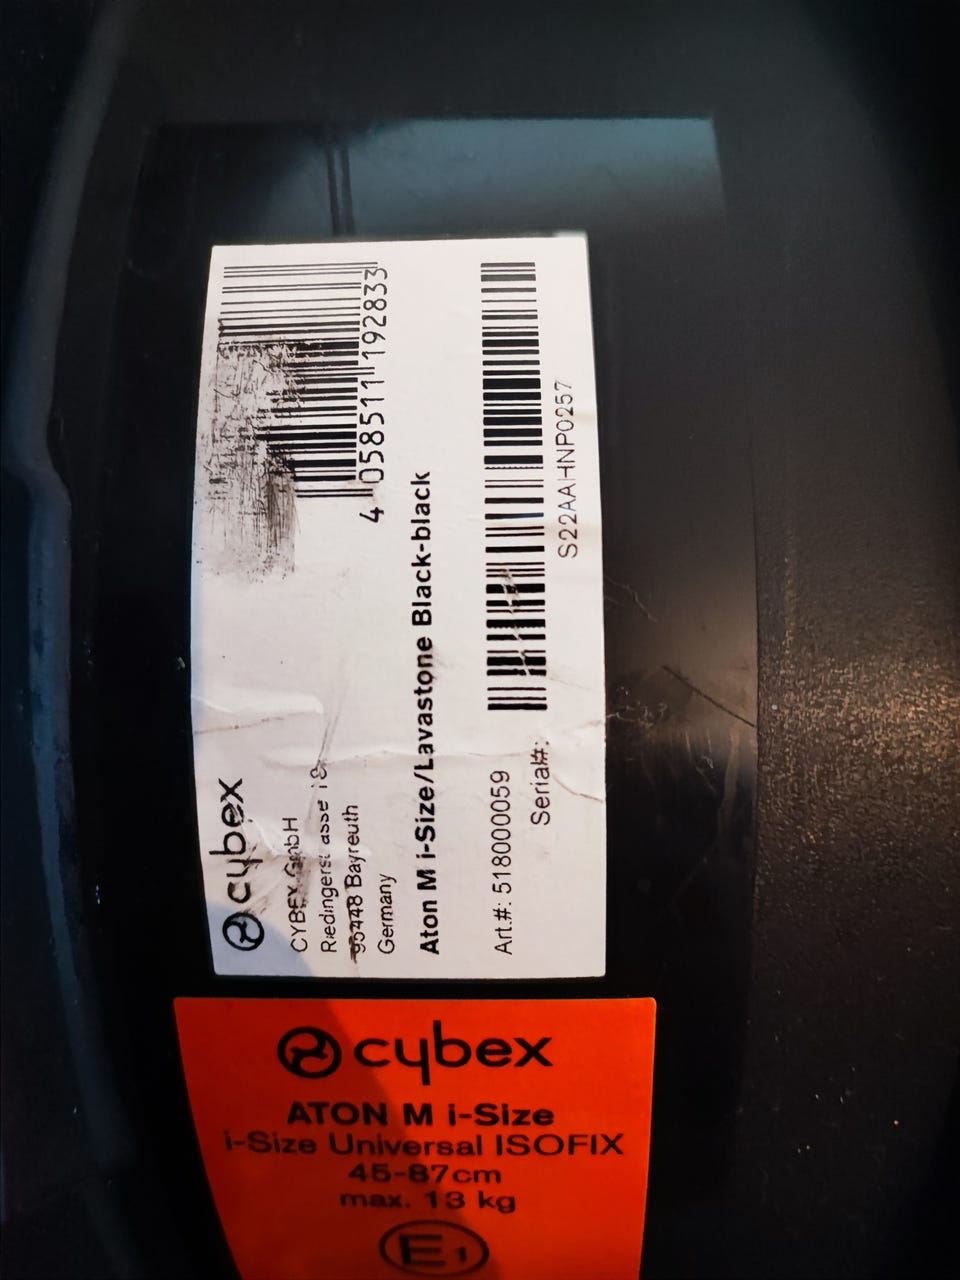 cybex
CYBEX GmbH
Riedingerstrasse 18
95448 Bayreuth
Germany
4 058511 192833
Aton M i-Size/Lavastone Black-black
Art.#: 518000059
Serial#:
S22AAHNP0257
cybex
ATON M i-Size
i-Size Universal ISOFIX
45-87cm
max. 13 kg
E1